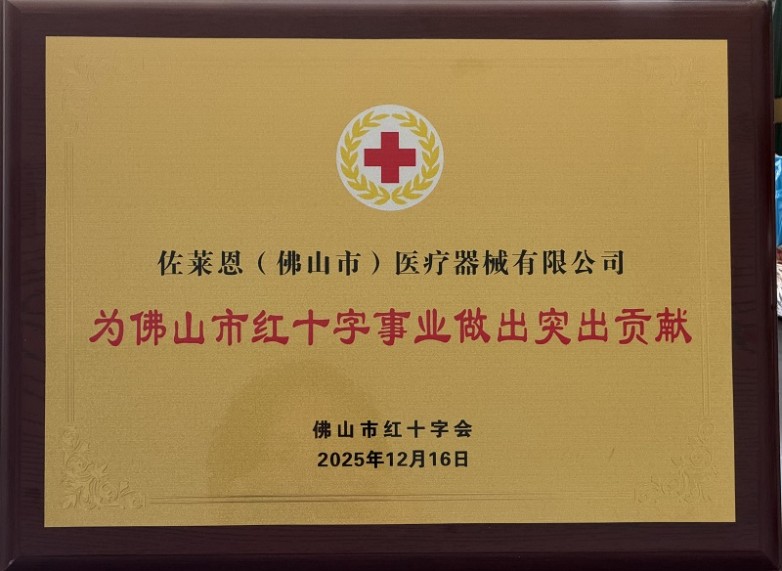 佐莱恩（佛山市）医疗器械有限公司
为佛山市红十字事业做出突出贡献
佛山市红十字会
2025年12月16日